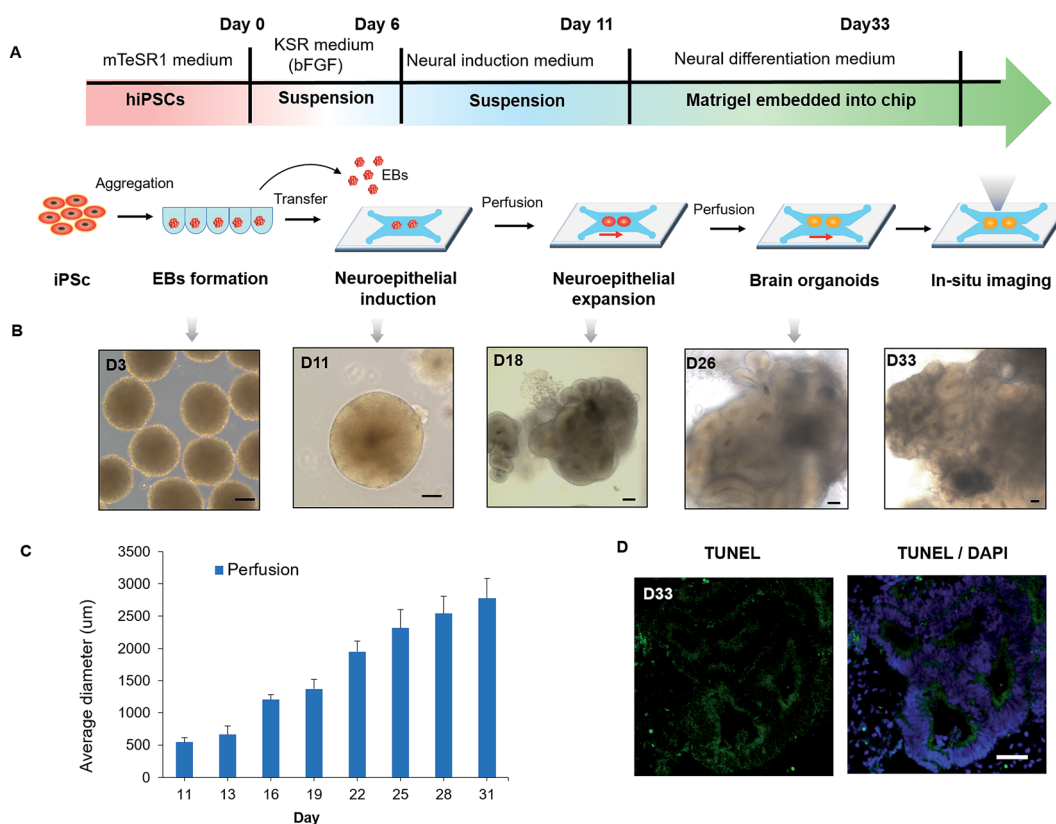 Day 0
Day 6
Day 11
Day33
A
mTeSR1 medium
KSR medium
(bFGF)
Neural induction medium
Neural differentiation medium
hiPSCs
Suspension
Suspension
Matrigel embedded into chip
Aggregation
Transfer
EBs
Perfusion
Perfusion
iPSc
EBs formation
Neuroepithelial
induction
Neuroepithelial
expansion
Brain organoids
In-situ imaging
B
D3
D11
D18
D26
D33
C
Average diameter (um)
3500
3000
2500
2000
1500
1000
500
0
Perfusion
11 13 16 19 22 25 28 31
Day
D
TUNEL
TUNEL / DAPI
D33